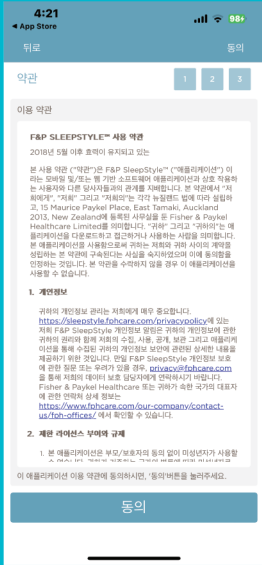 4:21
98
◀ App Store
뒤로
동의
약관
1 2 3
이용 약관
F&P SLEEPSTYLE™ 사용 약관
2018년 5월 이후 효력이 유지되고 있는
본 사용 약관 ("약관")은 F&P SleepStyle™ ("애플리케이션")이
라는 모바일 및/또는 웹 기반 소프트웨어 애플리케이션과 상호 작용하
는 사용자와 다른 당사자들과의 관계를 지배합니다. 본 약관에서 "저
희에게", "저희" 그리고 "저희의"는 각각 뉴질랜드 법에 따라 설립하
고, 15 Maurice Paykel Place, East Tamaki, Auckland
2013, New Zealand에 등록된 사무실을 둔 Fisher & Paykel
Healthcare Limited를 의미합니다. "귀하" 그리고 "귀하의"는 애
플리케이션을 다운로드하고 접근하거나 사용하는 사람을 의미합니다.
본 애플리케이션을 사용함으로써 귀하는 저희와 귀하 사이의 계약을
성립하는 본 약관에 구속된다는 사실을 숙지하였으며 이에 동의함을
인정하는 것입니다. 본 약관을 수락하지 않을 경우 이 애플리케이션을
사용할 수 없습니다.
1. 개인정보
귀하의 개인정보 관리는 저희에게 매우 중요합니다.
https://sleepstyle.fphcare.com/privacypolicy에 있는
저희 F&P SleepStyle 개인정보 알림은 귀하의 개인정보에 관한
귀하의 권리와 함께 저희의 수집, 사용, 공개, 보관 그리고 애플리케
이션을 통해 수집된 귀하의 개인정보 보안에 관련된 상세한 내용을
제공하기 위한 것입니다. 만일 F&P SleepStyle 개인정보 보호
에 관한 질문 또는 우려가 있을 경우, privacy@fphcare.com
을 통해 저희의 데이터 보호 담당자에게 연락하시기 바랍니다.
Fisher & Paykel Healthcare 또는 귀하가 속한 국가의 대표자
에 관한 연락처 상세 정보는
https://www.fphcare.com/our-company/contact-
us/fph-offices/ 에서 확인할 수 있습니다.
2. 제한 라이선스 부여와 규제
1. 본 애플리케이션은 부모/보호자의 동의 없이 미성년자가 사용할
이 애플리케이션 이용 약관에 동의하시면, '동의'버튼을 눌러주세요.
동의